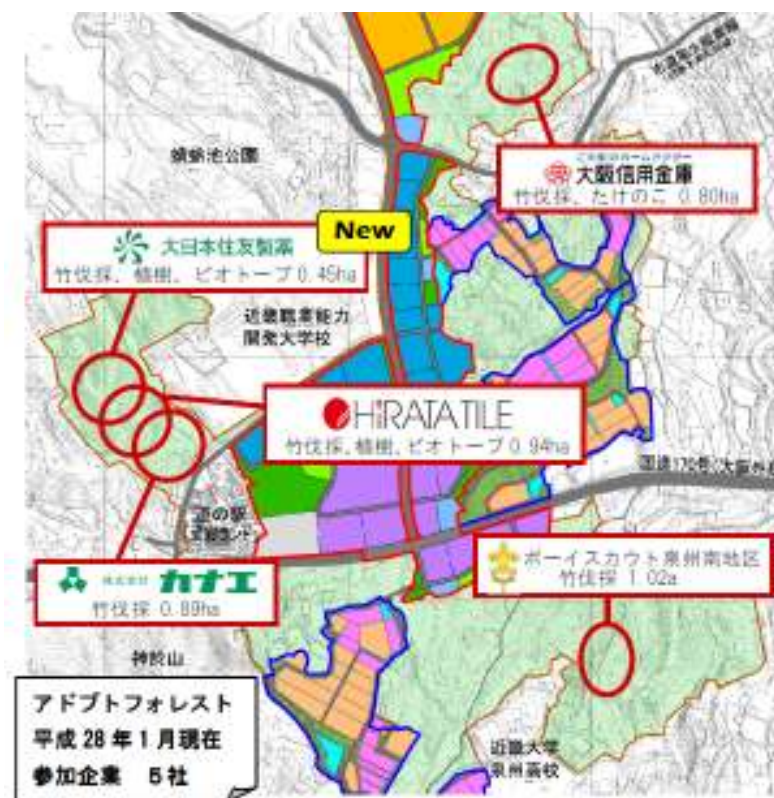 蜻蛉池公園
大阪信用金庫
竹伐採、たけのこ 0.80ha
New
大日本住友製薬
竹伐採、植樹、ビオトープ0.45ha
近畿職業能力
開発大学校
HIRATA TILE
竹伐採、植樹、ビオトープ0.94ha
国道170号(大阪外
道の駅
ボーイスカウト泉州南地区
竹伐採 1.02a
株式会社 カナエ
竹伐採 0.89ha
神於山
アドプトフォレスト
平成28年1月現在
参加企業 5社
近畿大学
泉州高校